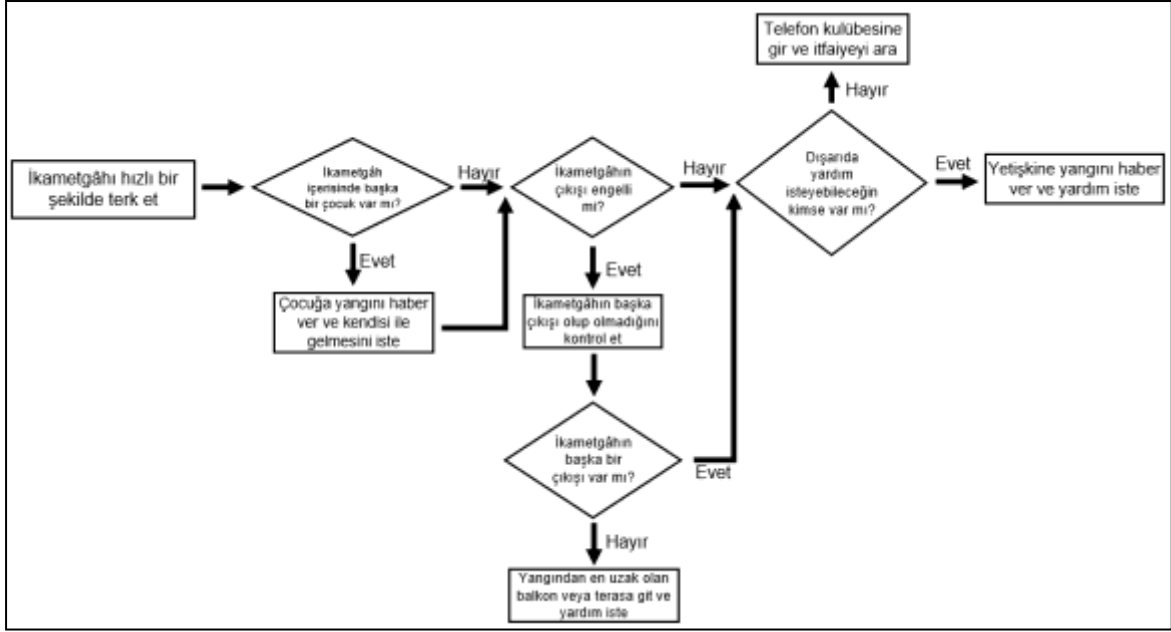 Telefon kulübesine
gir ve itfaiyeyi ara
Hayır
İkametgâhı hızlı bir
şekilde terk et
İkametgâh
içerisinde başka
bir çocuk var mı?
Hayır
İkametgâhın
çıkışı engelli
mi?
Hayır
Dışarıda
yardım
isteyebileceğin
kimse var mı?
Evet
Yetişkine yangını haber
ver ve yardım iste
Evet
Çocuğa yangını haber
ver ve kendisi ile
gelmesini iste
Evet
İkametgâhın başka
çıkışı olup olmadığını
kontrol et
İkametgâhın
başka bir
çıkışı var mı?
Evet
Hayır
Yangından en uzak olan
balkon veya terasa git ve
yardım iste